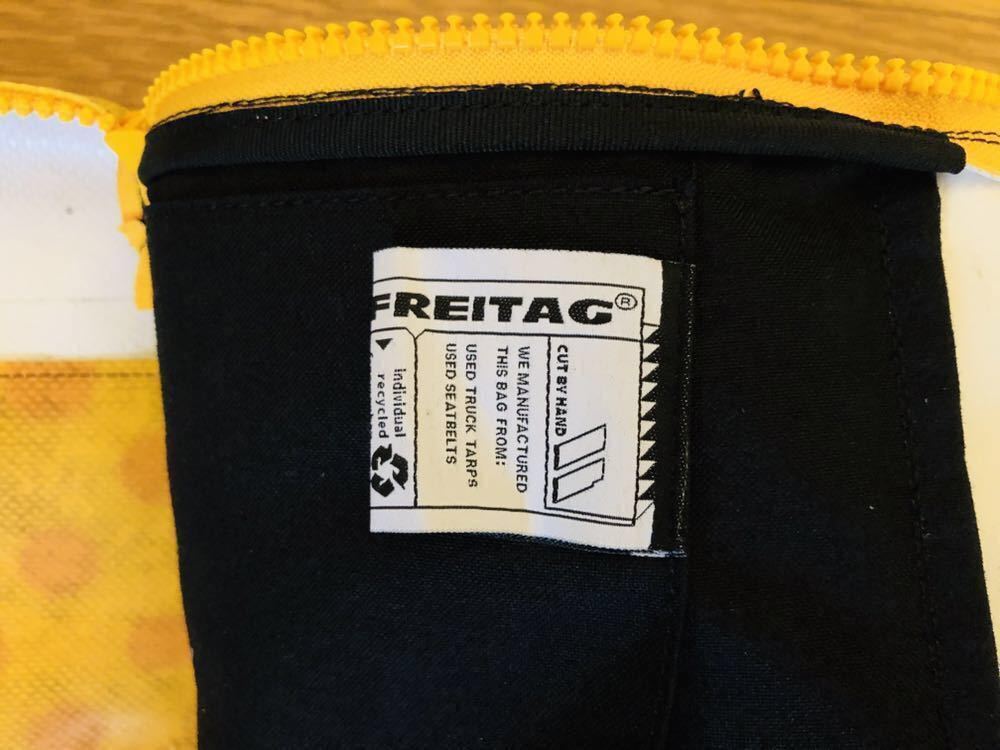 FREITAG®
CUT BY HAND
WE MANUFACTURED
THIS BAG FROM:
USED TRUCK TARPS
USED SEATBELTS
individual
recycled